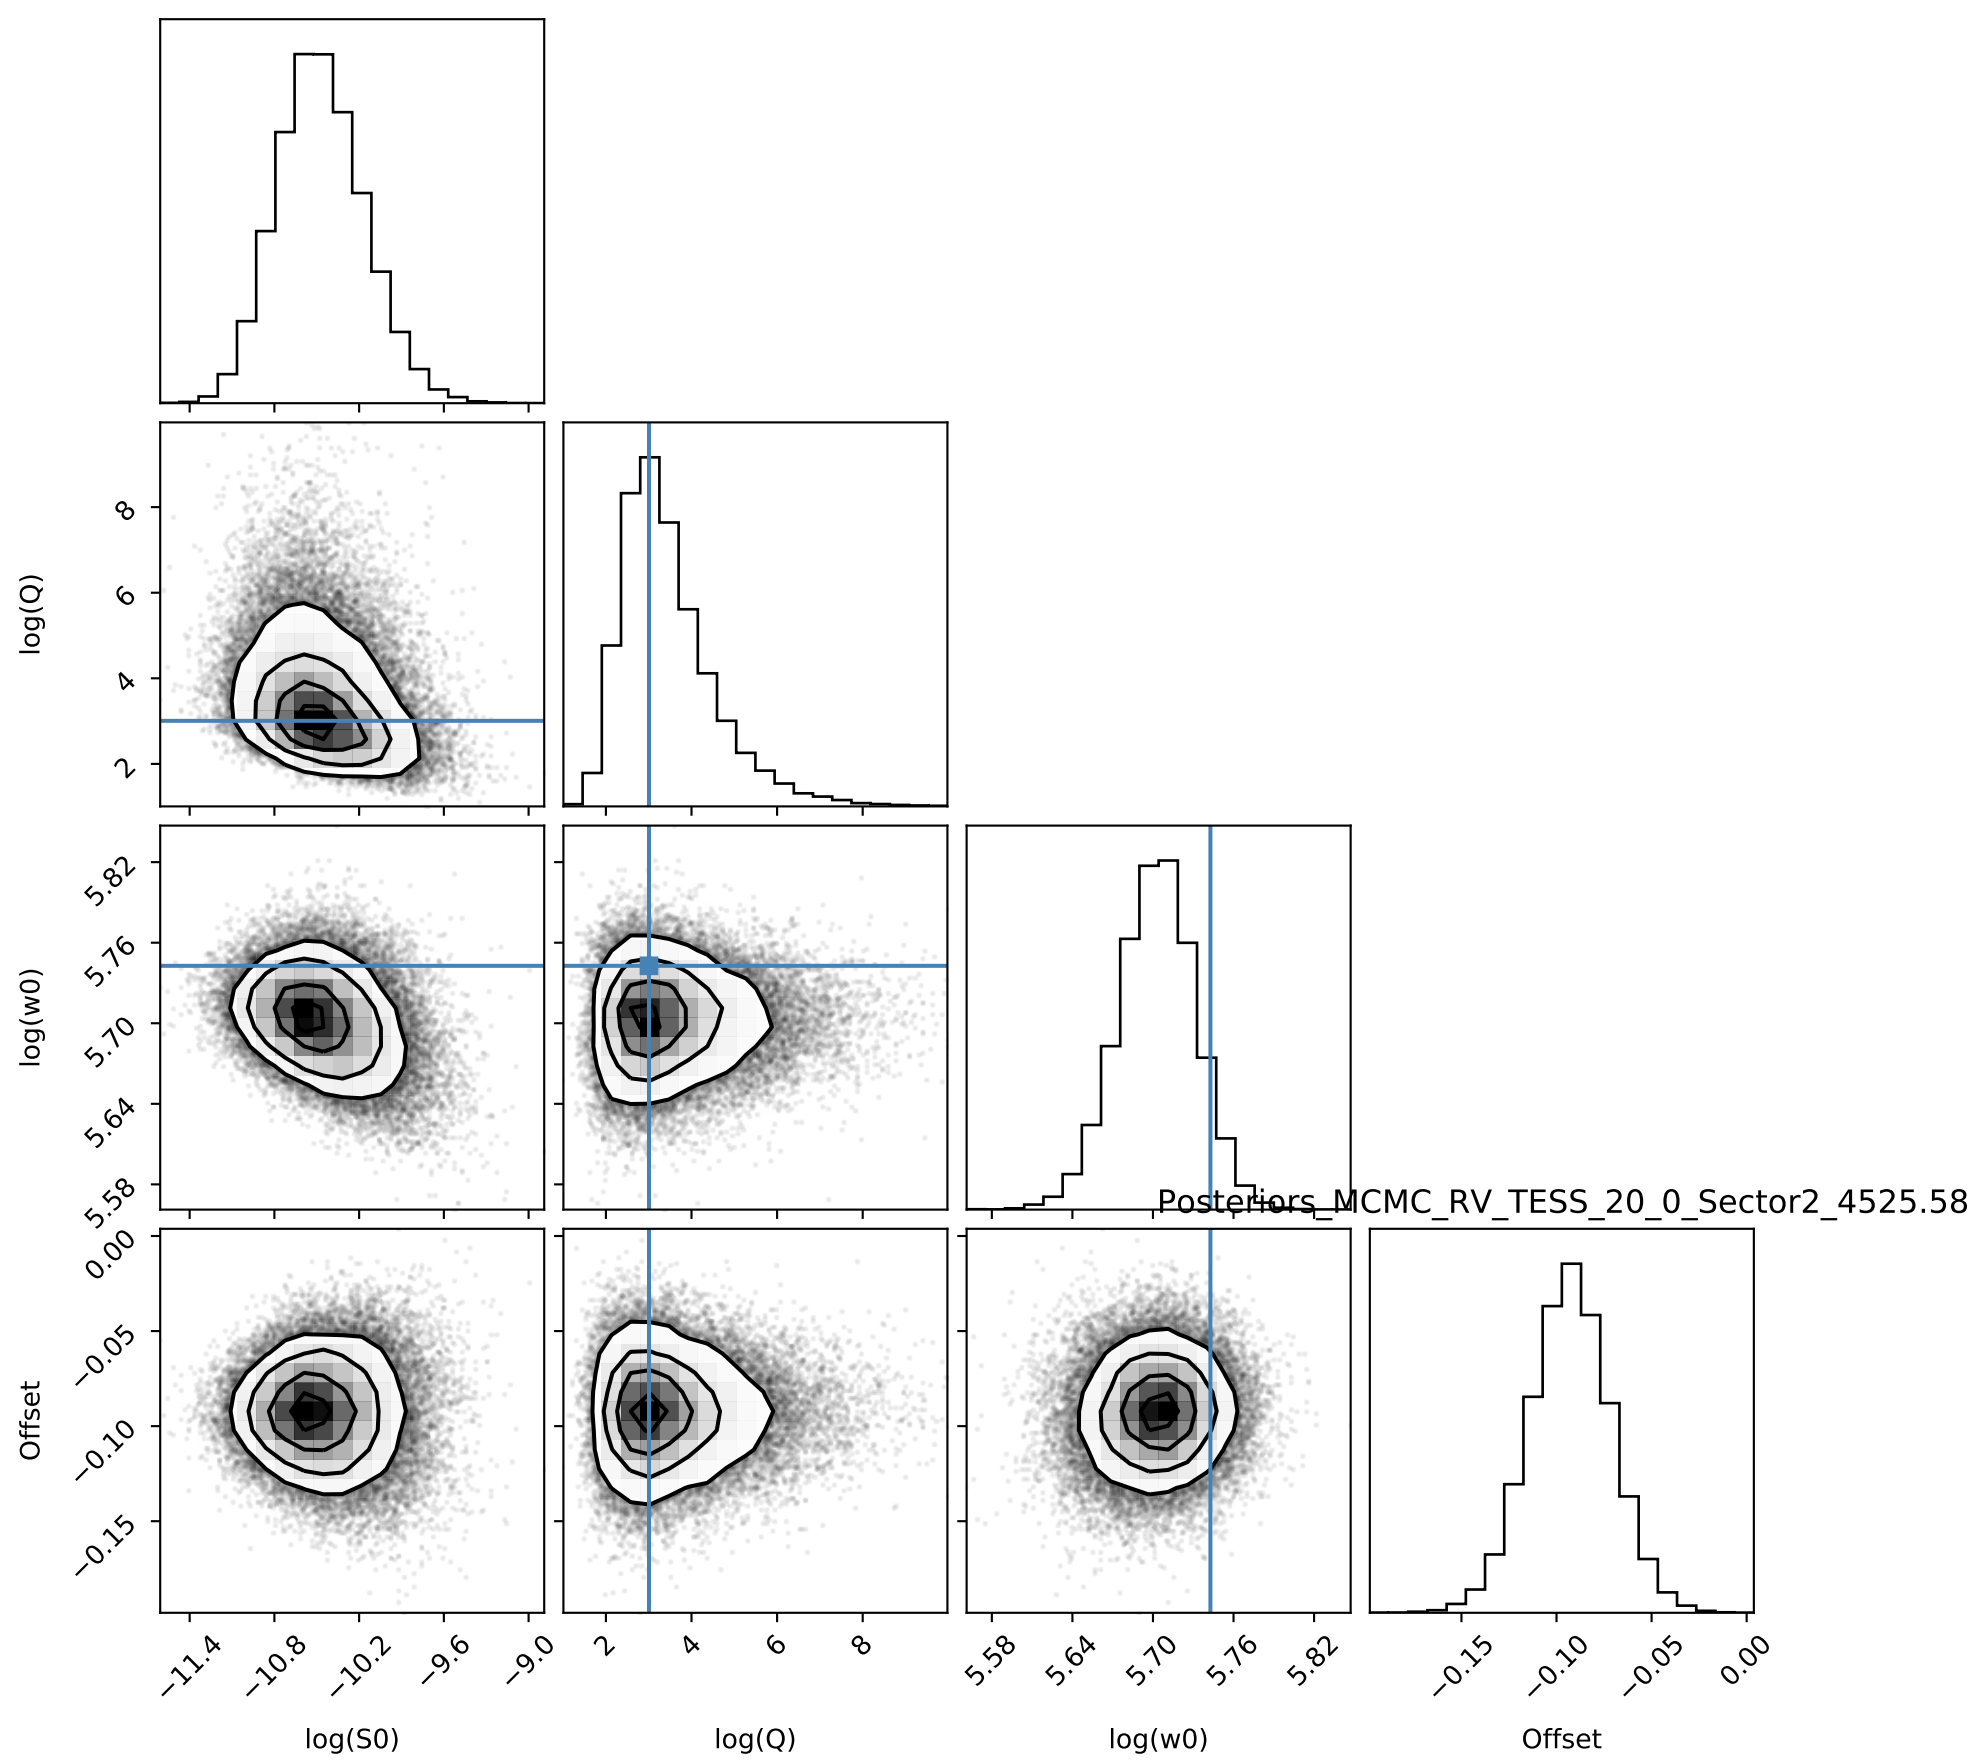 log(Q)
8
6
4
2
log(w0)
5.82
5.76
5.70
5.64
5.58
Posteriors_MCMC_RV_TESS_20_0_Sector2_4525.58
Offset
0.00
−0.05
−0.10
−0.15
−11.4 −10.8 −10.2 −9.6 −9.0
2 4 6 8
5.58 5.64 5.70 5.76 5.82
−0.15 −0.10 −0.05 0.00
log(S0) log(Q) log(w0) Offset